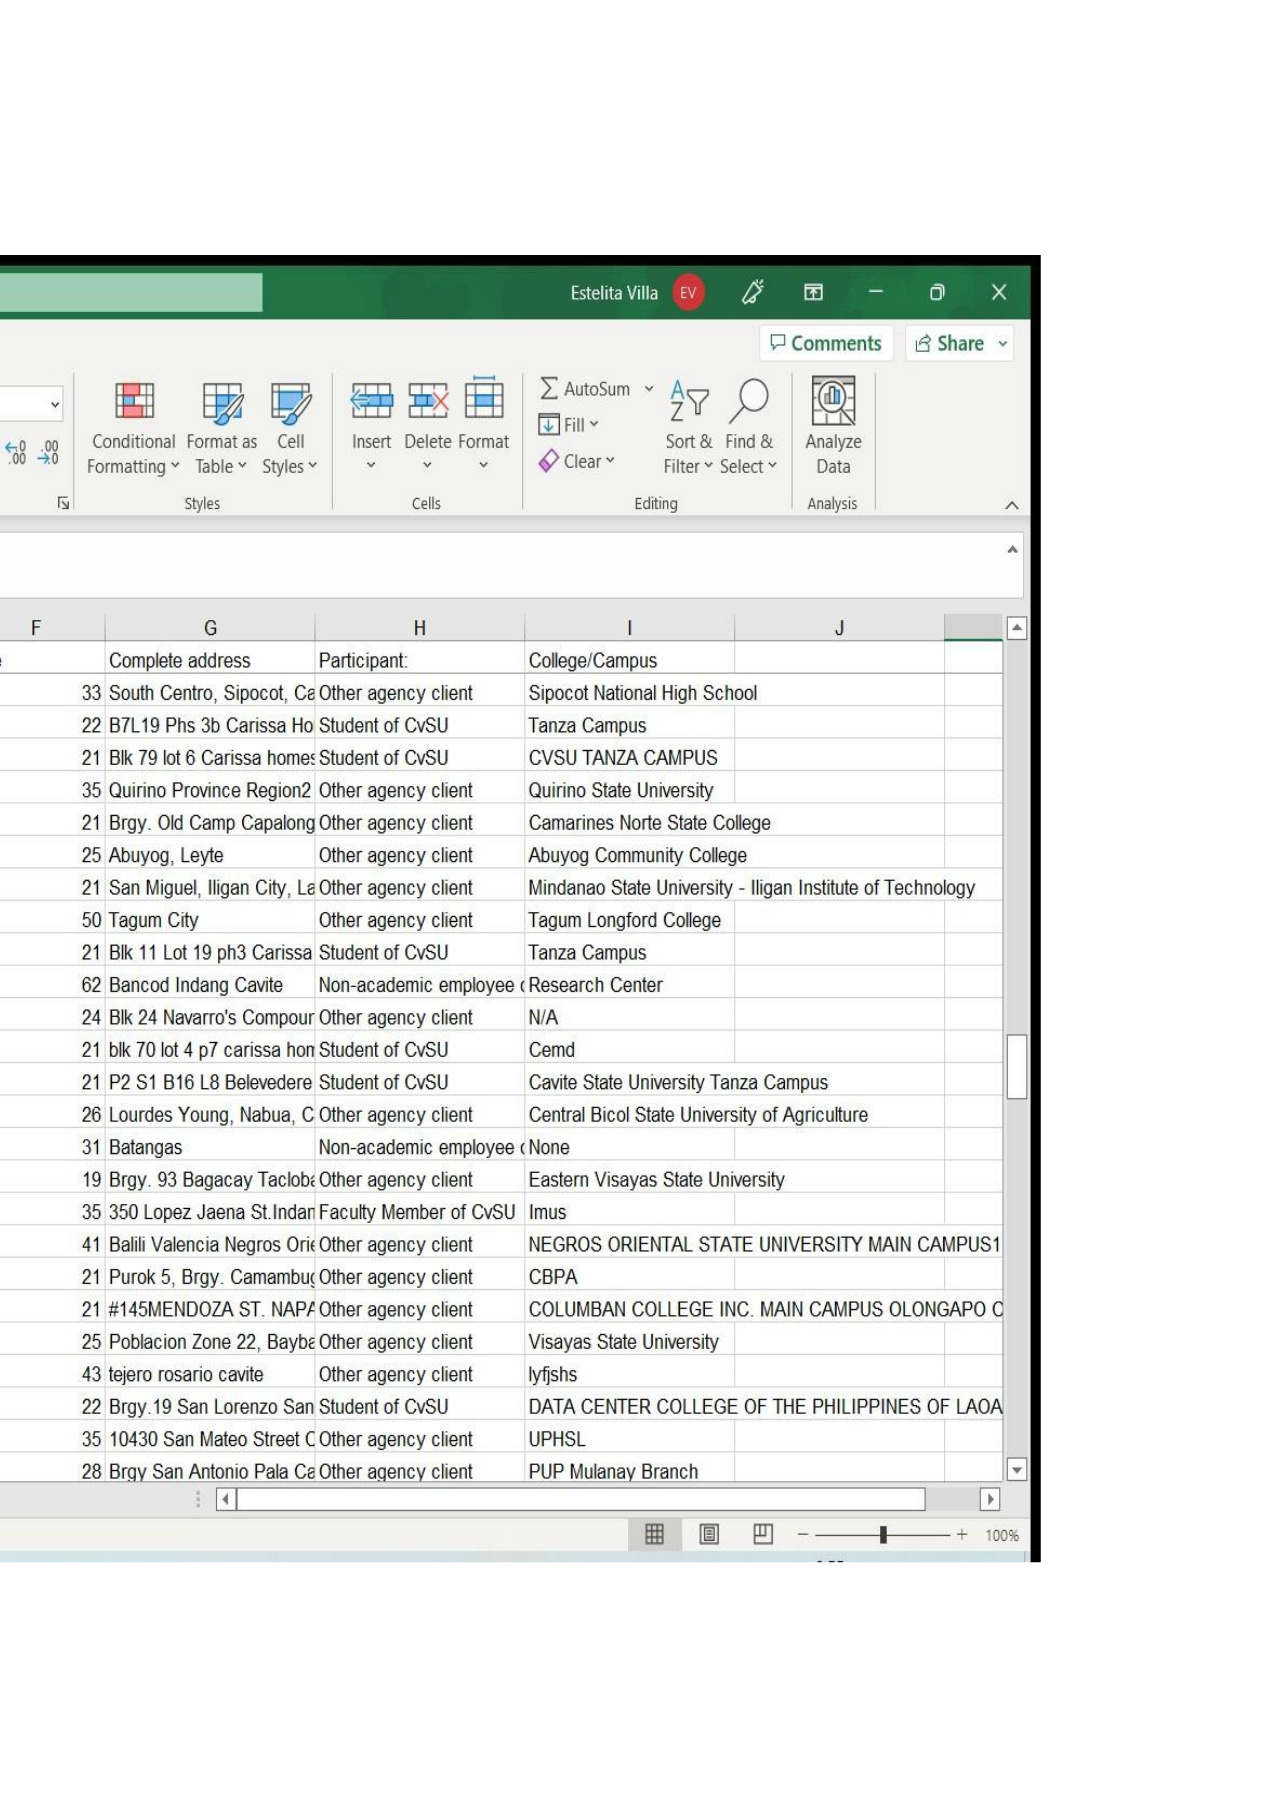 Estelita Villa EV
Comments Share
Conditional Format as Cell Insert Delete Format AutoSum Fill Clear Sort & Find & Analyze
Formatting Table Styles Filter Select Data
.00 .00
Styles Cells Editing Analysis
F G H I J
Complete address Participant: College/Campus
33 South Centro, Sipocot, Ca Other agency client Sipocot National High School
22 B7L19 Phs 3b Carissa Ho Student of CvSU Tanza Campus
21 Blk 79 lot 6 Carissa homes Student of CvSU CVSU TANZA CAMPUS
35 Quirino Province Region2 Other agency client Quirino State University
21 Brgy. Old Camp Capalong Other agency client Camarines Norte State College
25 Abuyog, Leyte Other agency client Abuyog Community College
21 San Miguel, Iligan City, La Other agency client Mindanao State University - Iligan Institute of Technology
50 Tagum City Other agency client Tagum Longford College
21 Blk 11 Lot 19 ph3 Carissa Student of CvSU Tanza Campus
62 Bancod Indang Cavite Non-academic employee Research Center
24 Blk 24 Navarro's Compour Other agency client N/A
21 blk 70 lot 4 p7 carissa hom Student of CvSU Cemd
21 P2 S1 B16 L8 Belevedere Student of CvSU Cavite State University Tanza Campus
26 Lourdes Young, Nabua, C Other agency client Central Bicol State University of Agriculture
31 Batangas Non-academic employee None
19 Brgy. 93 Bagacay Tacloba Other agency client Eastern Visayas State University
35 350 Lopez Jaena St.Indan Faculty Member of CvSU Imus
41 Balili Valencia Negros Orie Other agency client NEGROS ORIENTAL STATE UNIVERSITY MAIN CAMPUS1
21 Purok 5, Brgy. Camambug Other agency client CBPA
21 #145MENDOZA ST. NAPA Other agency client COLUMBAN COLLEGE INC. MAIN CAMPUS OLONGAPO C
25 Poblacion Zone 22, Bayba Other agency client Visayas State University
43 tejero rosario cavite Other agency client lyfjshs
22 Brgy.19 San Lorenzo San Student of CvSU DATA CENTER COLLEGE OF THE PHILIPPINES OF LAOA
35 10430 San Mateo Street C Other agency client UPHSL
28 Brgy San Antonio Pala Ca Other agency client PUP Mulanay Branch
100%